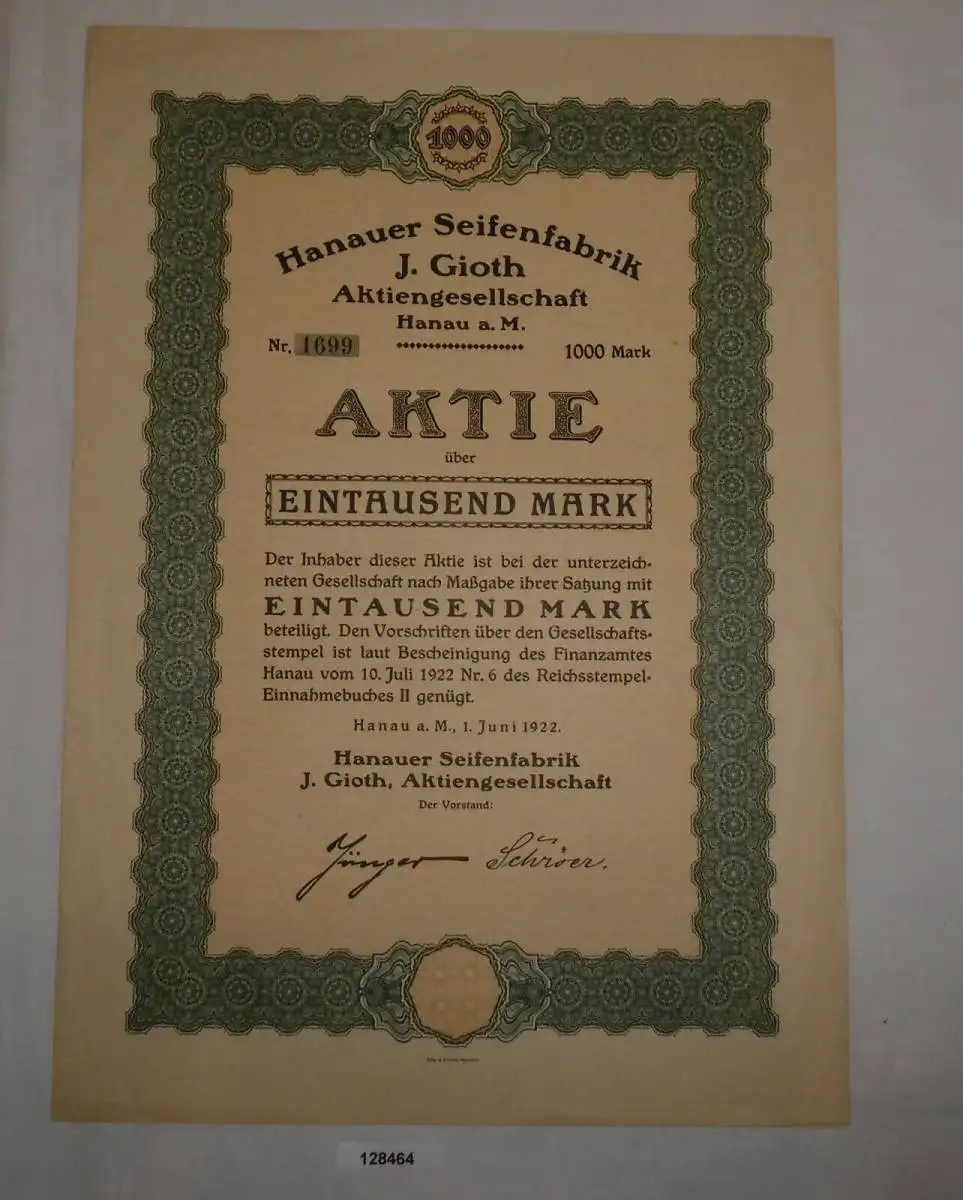 1000
Hanauer Seifenfabrik
J. Gioth
Aktiengesellschaft
Hanau a. M.
Nr. 1699 1000 Mark
AKTIE
über
EINTAUSEND MARK
Der Inhaber dieser Aktie ist bei der unterzeich-
neten Gesellschaft nach Maßgabe ihrer Satzung mit
EINTAUSEND MARK
beteiligt. Den Vorschriften über den Gesellschafts-
stempel ist laut Bescheinigung des Finanzamtes
Hanau vom 10. Juli 1922 Nr. 6 des Reichsstempel-
Einnahmebuches II genügt.
Hanau a. M., 1. Juni 1922.
Hanauer Seifenfabrik
J. Gioth, Aktiengesellschaft
Der Vorstand:
Jünger Schröer.
128464